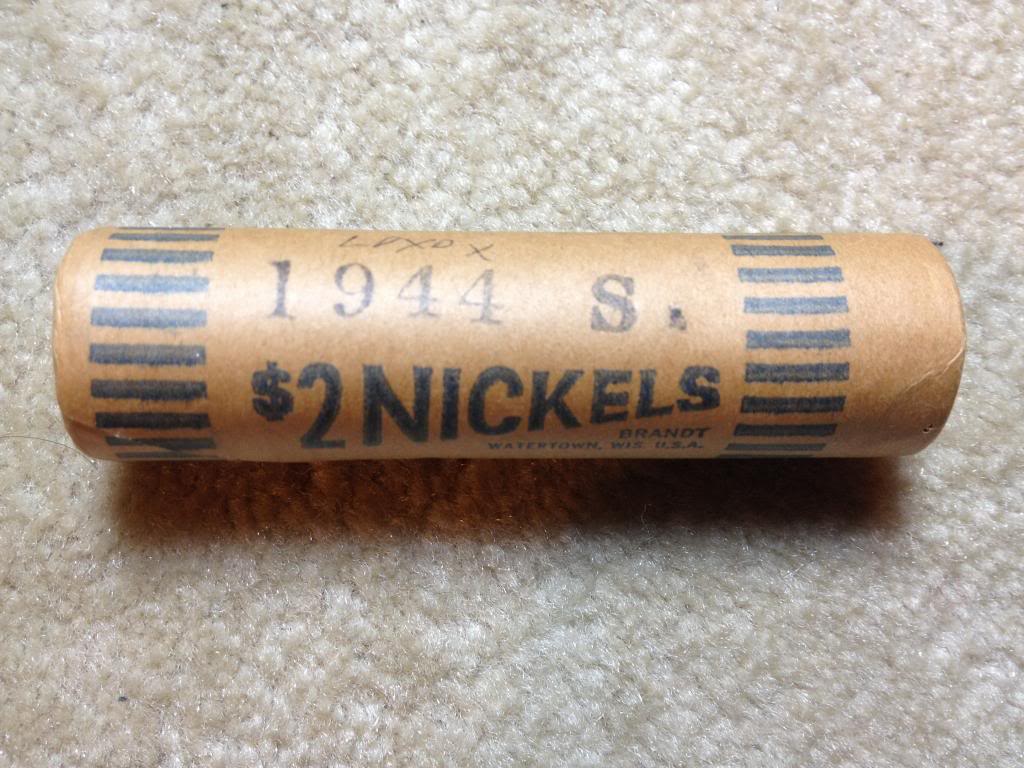 1944 S.
$2 NICKELS
BRANDT
WATERTOWN, WIS. U.S.A.